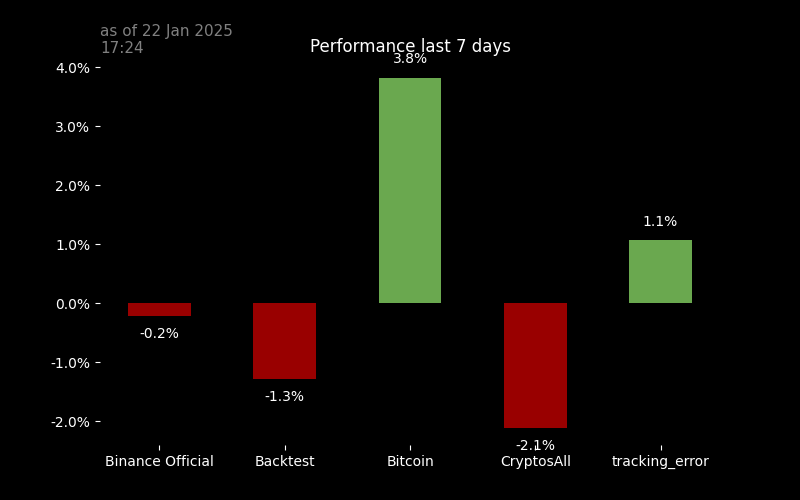 as of 22 Jan 2025
17:24
Performance last 7 days
4.0%
3.0%
2.0%
1.0%
0.0%
-1.0%
-2.0%
-0.2%
-1.3%
3.8%
-2.1%
1.1%
Binance Official
Backtest
Bitcoin
CryptosAll
tracking_error